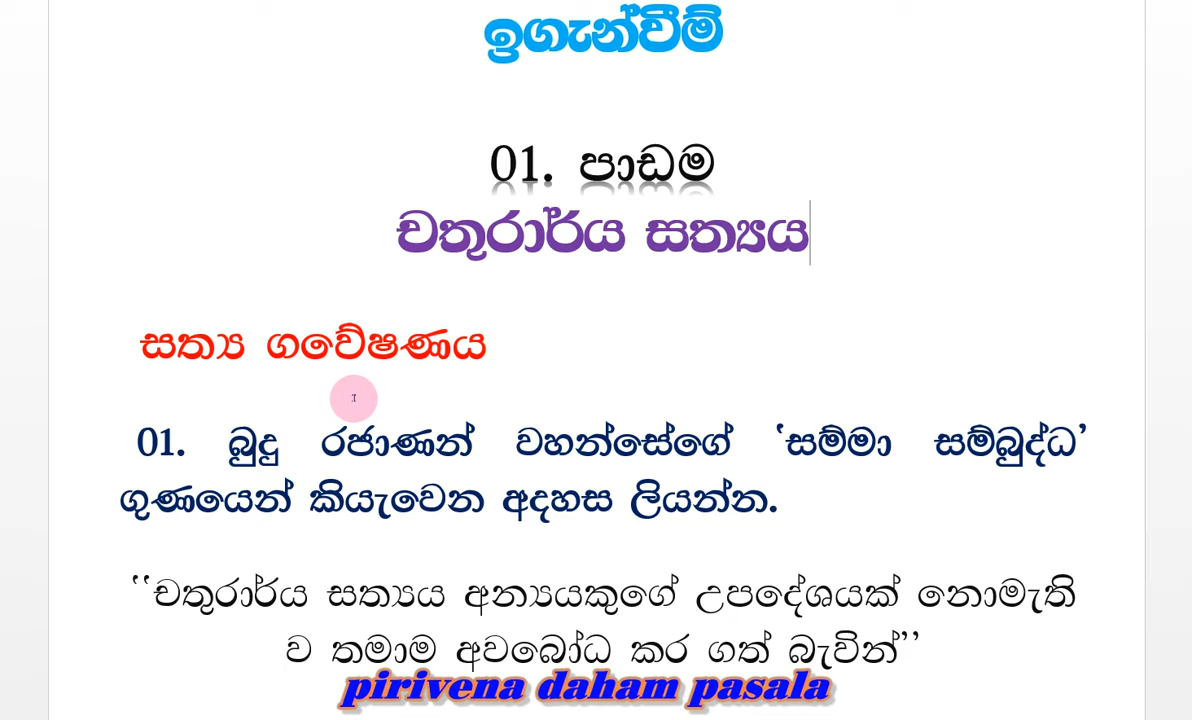 ඉගැන්වීම්
01. පාඩම
චතුරාර්ය සත්‍යය
සත්‍ය ගවේෂණය
01. බුදු රජාණන් වහන්සේගේ ‘සම්මා සම්බුද්ධ’
ගුණයෙන් කියැවෙන අදහස ලියන්න.
‘‘චතුරාර්ය සත්‍යය අන්‍යයකුගේ උපදේශයක් නොමැති
ව තමාම අවබෝධ කර ගත් බැවින්’’
pirivena daham pasala